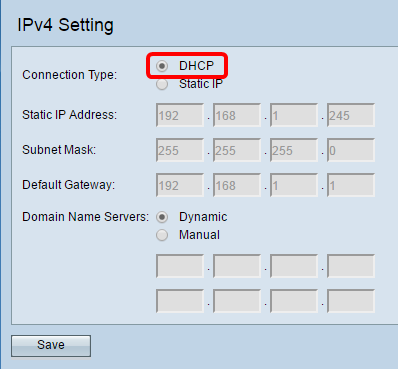 IPv4 Setting
Connection Type: DHCP
Static IP
Static IP Address: 192 . 168 . 1 . 245
Subnet Mask: 255 . 255 . 255 . 0
Default Gateway: 192 . 168 . 1 . 1
Domain Name Servers: Dynamic
Manual
. . .
. . .
Save